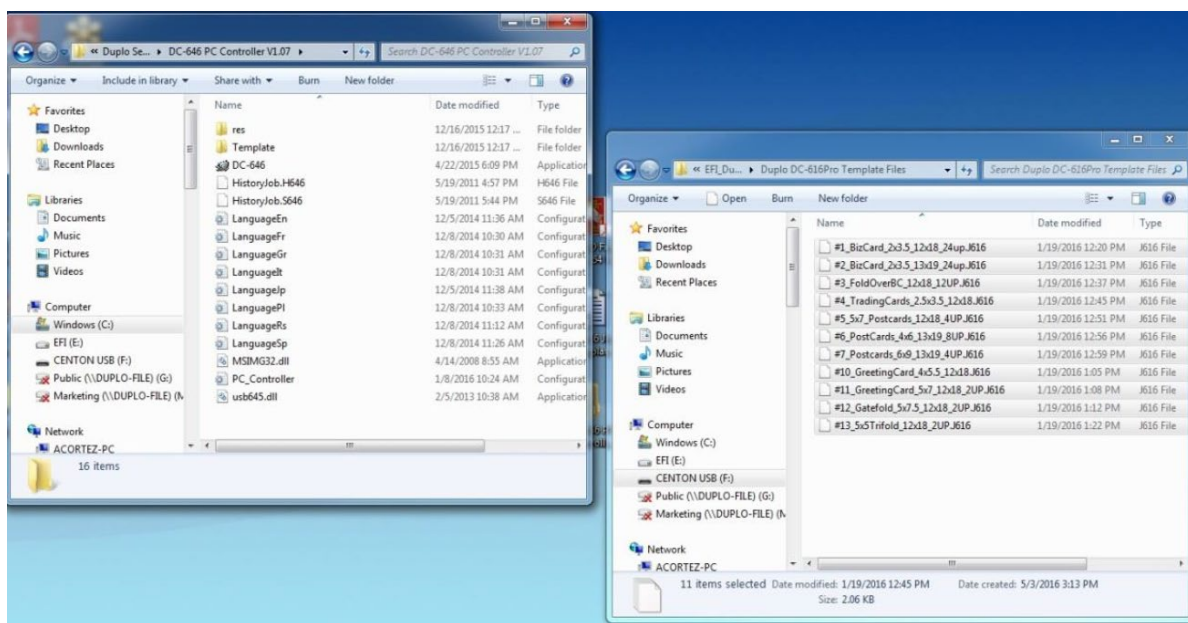 « Duplo Se... ▸ DC-646 PC Controller V1.07 ▸
Search DC-646 PC Controller V1.07
Organize Include in library Share with Burn New folder
Favorites
Desktop
Downloads
Recent Places
Libraries
Documents
Music
Pictures
Videos
Computer
Windows (C:)
EFI (E:)
CENTON USB (F:)
Public (\\DUPLO-FILE) (G:)
Marketing (\\DUPLO-FILE) (M
Network
ACORTEZ-PC
Name Date modified Type
res 12/16/2015 12:17 ... File folder
Template 12/16/2015 12:17 ... File folder
DC-646 4/22/2015 6:09 PM Application
HistoryJob.H646 5/19/2011 4:57 PM H646 File
HistoryJob.S646 5/19/2011 5:44 PM S646 File
LanguageEn 12/5/2014 11:36 AM Configurat
LanguageFr 12/8/2014 10:30 AM Configurat
LanguageGr 12/8/2014 10:31 AM Configurat
LanguageIt 12/8/2014 10:31 AM Configurat
LanguageJp 12/5/2014 11:38 AM Configurat
LanguagePl 12/8/2014 10:33 AM Configurat
LanguageRs 12/8/2014 11:12 AM Configurat
LanguageSp 12/8/2014 11:26 AM Configurat
MSIMG32.dll 4/14/2008 8:55 AM Application
PC_Controller 1/8/2016 10:24 AM Configurat
usb645.dll 2/5/2013 10:38 AM Application
16 items
« EFI_Du... ▸ Duplo DC-616Pro Template Files
Search Duplo DC-616Pro Template Files
Organize Open Burn New folder
Favorites
Desktop
Downloads
Recent Places
Libraries
Documents
Music
Pictures
Videos
Computer
Windows (C:)
EFI (E:)
CENTON USB (F:)
Public (\\DUPLO-FILE) (G:)
Marketing (\\DUPLO-FILE) (M
Network
ACORTEZ-PC
Name Date modified Type
#1_BizCard_2x3.5_12x18_24up.J616 1/19/2016 12:20 PM J616 File
#2_BizCard_2x3.5_13x19_24up.J616 1/19/2016 12:31 PM J616 File
#3_FoldOverBC_12x18_12UP.J616 1/19/2016 12:37 PM J616 File
#4_TradingCards_2.5x3.5_12x18.J616 1/19/2016 12:45 PM J616 File
#5_5x7_Postcards_12x18_4UP.J616 1/19/2016 12:51 PM J616 File
#6_PostCards_4x6_13x19_8UP.J616 1/19/2016 12:56 PM J616 File
#7_Postcards_6x9_13x19_4UP.J616 1/19/2016 12:59 PM J616 File
#10_GreetingCard_4x5.5_12x18.J616 1/19/2016 1:05 PM J616 File
#11_GreetingCard_5x7_12x18_2UP.J616 1/19/2016 1:08 PM J616 File
#12_Gatefold_5x7.5_12x18_2UP.J616 1/19/2016 1:12 PM J616 File
#13_5x5Trifold_12x18_2UP.J616 1/19/2016 1:22 PM J616 File
11 items selected Date modified: 1/19/2016 12:45 PM Date created: 5/3/2016 3:13 PM
Size: 2.06 KB